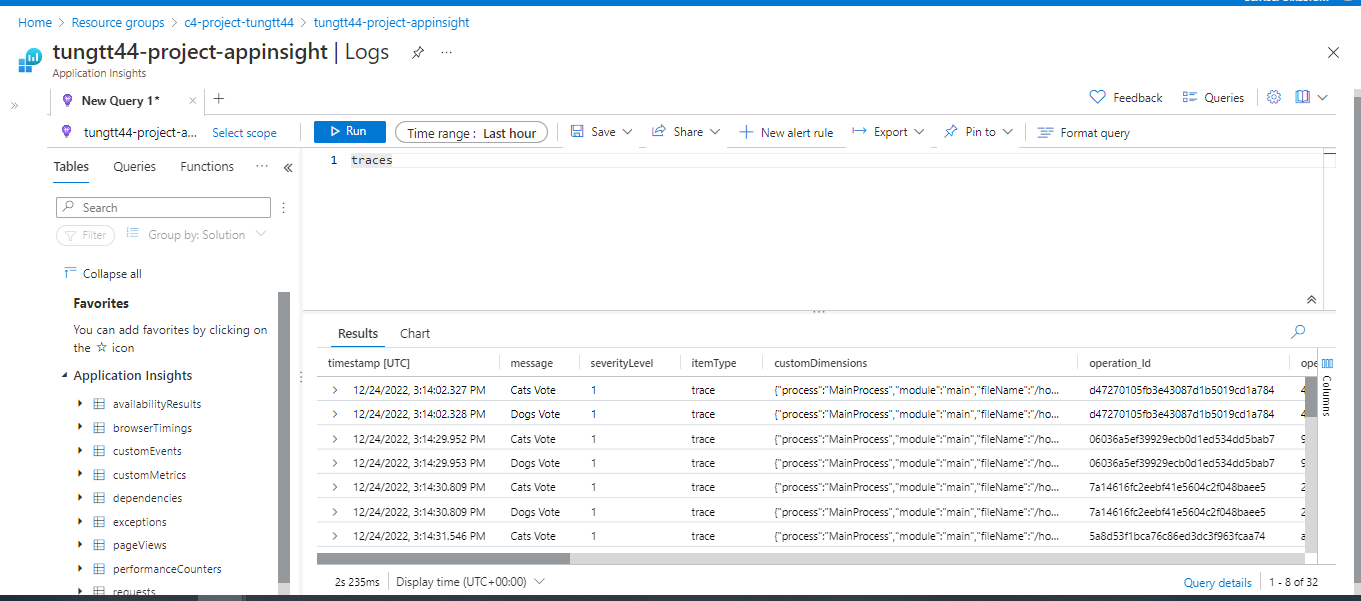 Home > Resource groups > c4-project-tungtt44 > tungtt44-project-appinsight
tungtt44-project-appinsight | Logs ...
Application Insights
New Query 1* × +
Feedback Queries
tungtt44-project-a... Select scope Run Time range : Last hour Save Share New alert rule Export Pin to Format query
Tables Queries Functions ...
1 traces
Search
Filter Group by: Solution
Collapse all
Favorites
You can add favorites by clicking on
the ☆ icon
Application Insights
availabilityResults
browserTimings
customEvents
customMetrics
dependencies
exceptions
pageViews
performanceCounters
requests
Results Chart
timestamp [UTC] message severityLevel itemType customDimensions operation_Id ope
Columns
12/24/2022, 3:14:02.327 PM Cats Vote 1 trace {"process":"MainProcess","module":"main","fileName":"/ho... d47270105fb3e43087d1b5019cd1a784 4
12/24/2022, 3:14:02.328 PM Dogs Vote 1 trace {"process":"MainProcess","module":"main","fileName":"/ho... d47270105fb3e43087d1b5019cd1a784 4
12/24/2022, 3:14:29.952 PM Cats Vote 1 trace {"process":"MainProcess","module":"main","fileName":"/ho... 06036a5ef39929ecb0d1ed534dd5bab7 9
12/24/2022, 3:14:29.953 PM Dogs Vote 1 trace {"process":"MainProcess","module":"main","fileName":"/ho... 06036a5ef39929ecb0d1ed534dd5bab7 9
12/24/2022, 3:14:30.809 PM Cats Vote 1 trace {"process":"MainProcess","module":"main","fileName":"/ho... 7a14616fc2eebf41e5604c2f048baee5 2
12/24/2022, 3:14:30.809 PM Dogs Vote 1 trace {"process":"MainProcess","module":"main","fileName":"/ho... 7a14616fc2eebf41e5604c2f048baee5 2
12/24/2022, 3:14:31.546 PM Cats Vote 1 trace {"process":"MainProcess","module":"main","fileName":"/ho... 5a8d53f1bca76c86ed3dc3f963fcaa74 a
2s 235ms Display time (UTC+00:00) Query details 1 - 8 of 32